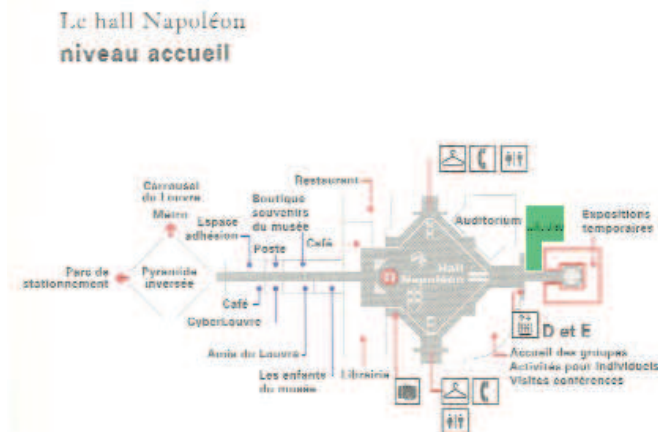 Le hall Napoléon
niveau accueil
Carrousel
du Louvre
Métro
Espace
adhésion
Poste
Boutique
souvenirs
du musée
Café
Restaurant
Auditorium
Expositions
temporaires
Parc de
stationnement
Pyramide
inversée
Hall
Napoléon
Café
CyberLouvre
Amis du Louvre
Les enfants
du musée
Librairie
D et E
Accueil des groupes
Activités pour individuels
Visites conférences